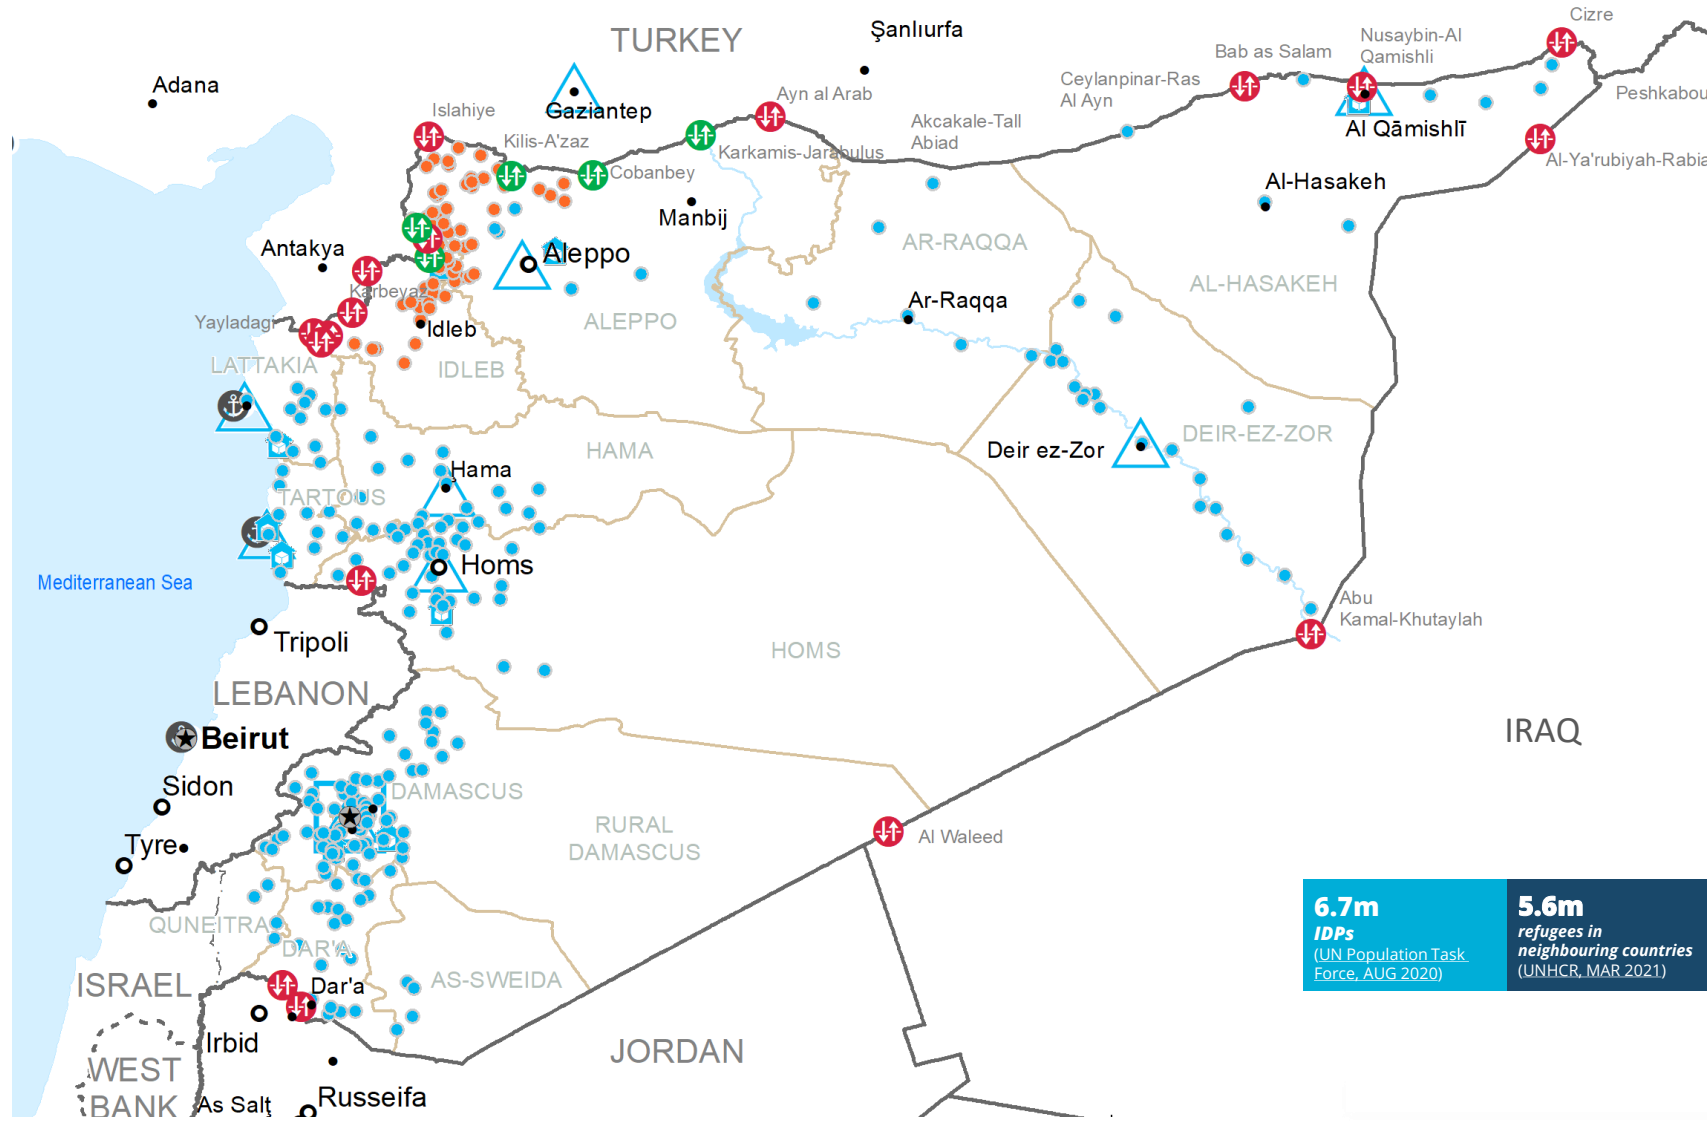 Cizre
TURKEY
Şanlıurfa
Nusaybin-Al
Qamishli
Bab as Salam
Adana
Ceylanpinar-Ras
Al Ayn
Ayn al Arab
Islahiye
Gaziantep
Akcakale-Tall
Abiad
Al Qāmishlī
Kilis-A'zaz
Karkamis-Jarabulus
Al-Ya'rubiyah-Rabia
Cobanbey
Al-Hasakeh
Manbij
Antakya
Aleppo
AR-RAQQA
AL-HASAKEH
Karbeyaz
Ar-Raqqa
Yayladagi
Idleb
ALEPPO
LATTAKIA
IDLEB
DEIR-EZ-ZOR
HAMA
Deir ez-Zor
Hama
TARTOUS
Homs
Mediterranean Sea
Abu
Kamal-Khutaylah
Tripoli
HOMS
LEBANON
IRAQ
Beirut
Sidon
DAMASCUS
RURAL
DAMASCUS
Al Waleed
Tyre
6.7m
IDPs
(UN Population Task
Force, AUG 2020)
5.6m
refugees in
neighbouring countries
(UNHCR, MAR 2021)
QUNEITRA
DAR'A
AS-SWEIDA
ISRAEL
Dar'a
Irbid
JORDAN
WEST
BANK
Russeifa
As Salţ